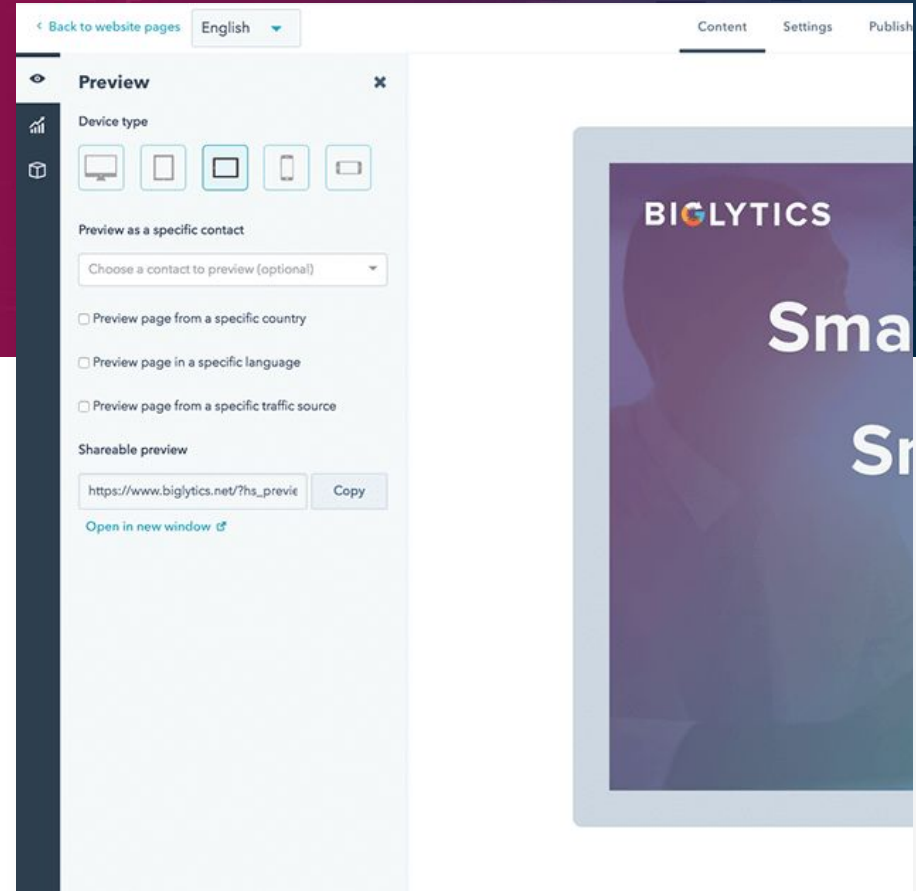 Back to website pages English Content Settings Publish
Preview
Device type
Preview as a specific contact
Choose a contact to preview (optional)
Preview page from a specific country
Preview page in a specific language
Preview page from a specific traffic source
Shareable preview
https://www.biglytics.net/?hs_previe Copy
Open in new window
BIGLYTICS
Sma
Sr